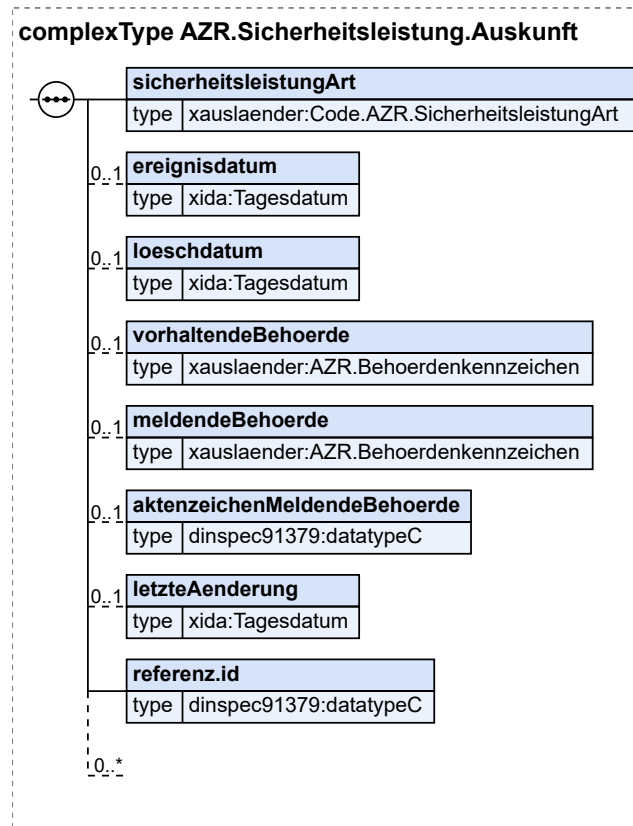 complexType AZR.Sicherheitsleistung.Auskunft
sicherheitsleistungArt
type xauslaender:Code.AZR.SicherheitsleistungArt
0..1 ereignisdatum
type xida:Tagesdatum
0..1 loeschdatum
type xida:Tagesdatum
0..1 vorhaltendeBehoerde
type xauslaender:AZR.Behoerdenkennzeichen
0..1 meldendeBehoerde
type xauslaender:AZR.Behoerdenkennzeichen
0..1 aktenzeichenMeldendeBehoerde
type dinspec91379:datatypeC
0..1 letzteAenderung
type xida:Tagesdatum
referenz.id
type dinspec91379:datatypeC
0..*